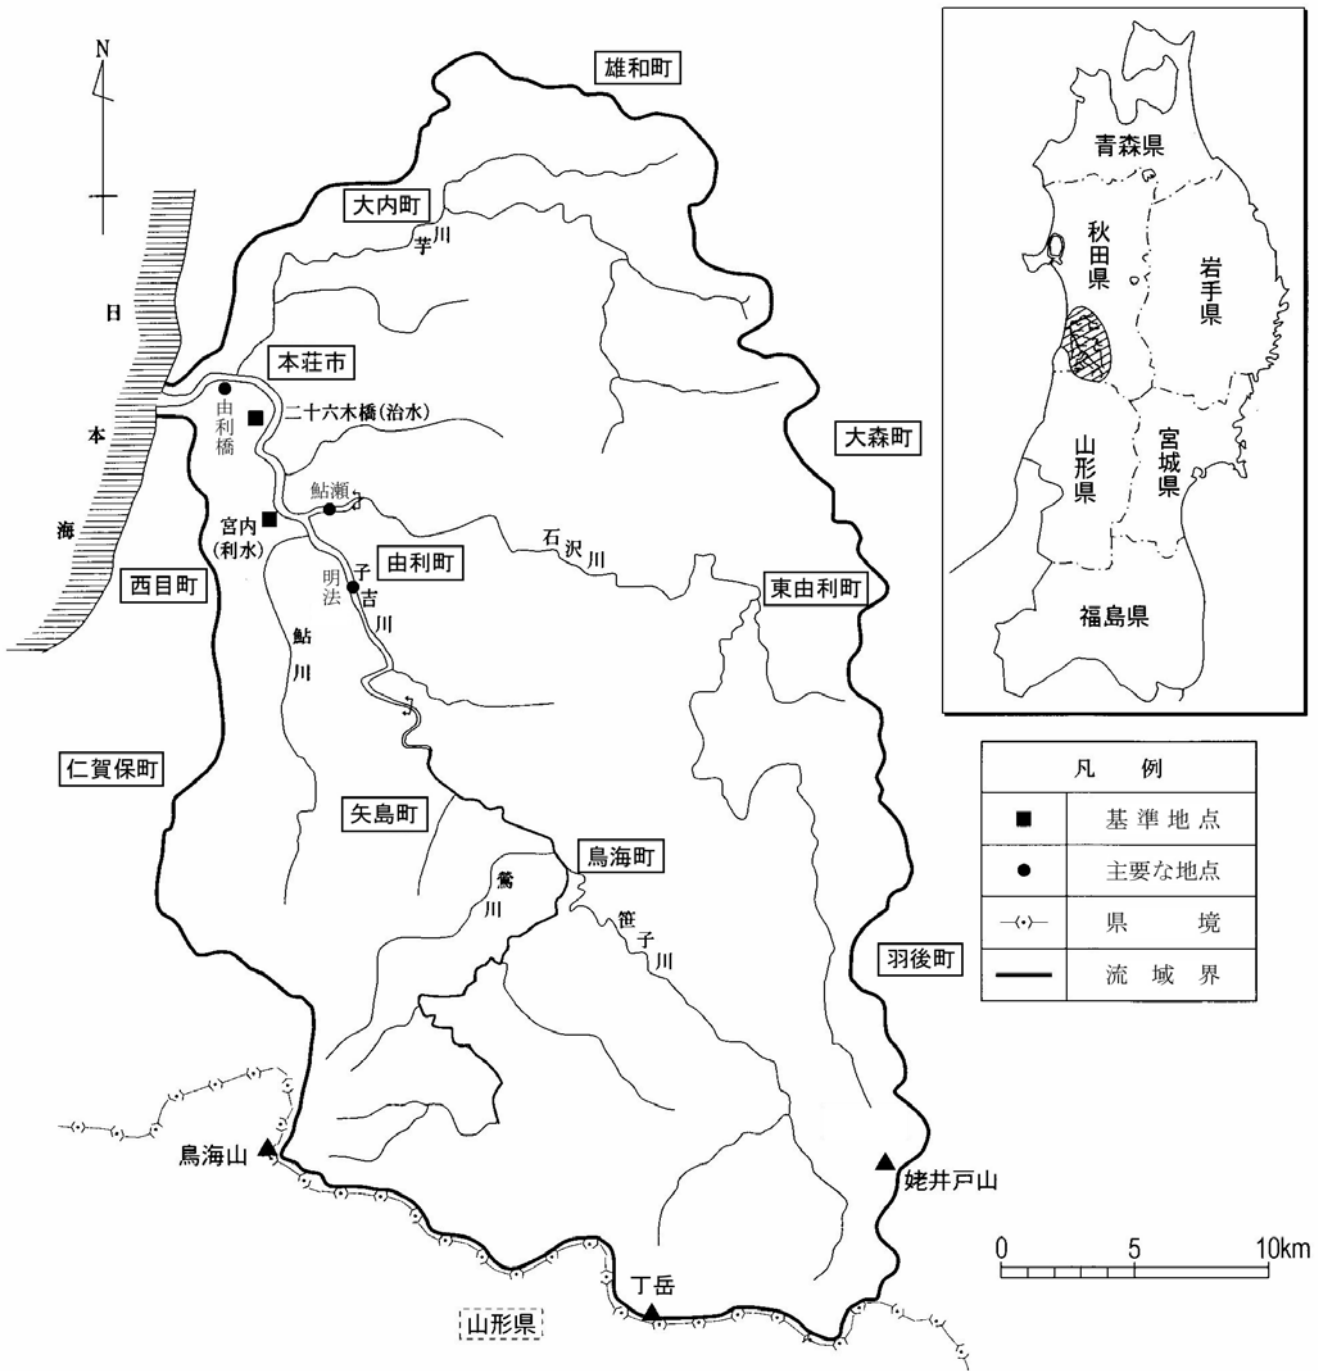 N
雄和町
大内町
芋川
日本海
本荘市
由利橋
二十六木橋(治水)
大森町
鮎瀬
宮内
(利水)
石沢川
西目町
由利町
子吉川
明法
東由利町
鮎川
仁賀保町
矢島町
鳥海町
鶯川
笹子川
羽後町
鳥海山
姥井戸山
丁岳
山形県
青森県
秋田県
岩手県
山形県
宮城県
福島県
凡 例
基準地点
主要な地点
県 境
流域界
0 5 10km